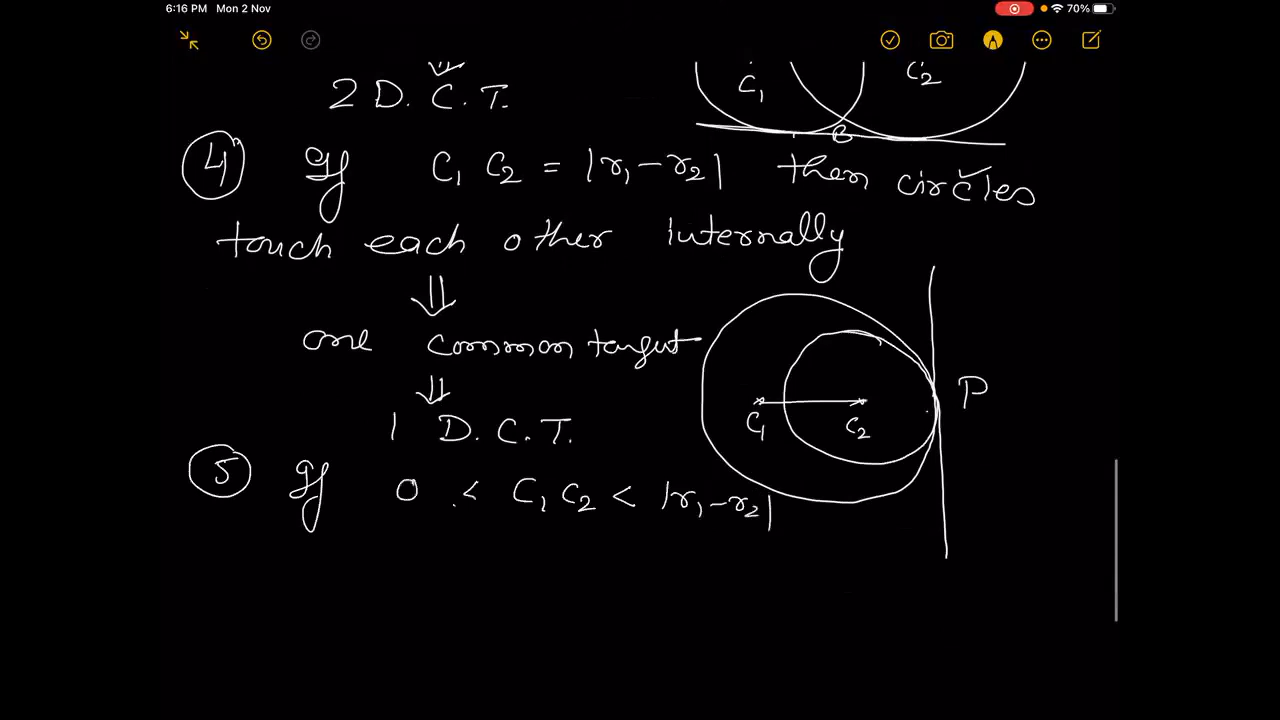 6:16 PM Mon 2 Nov 70%
2 D. C. T.
C₁ C₂
B
④ If C₁ C₂ = |r₁ - r₂| then circles
touch each other internally
⇓
one common tangent
⇓
P
C₁ C₂
1 D. C. T.
⑤ If 0 < C₁ C₂ < |r₁ - r₂|